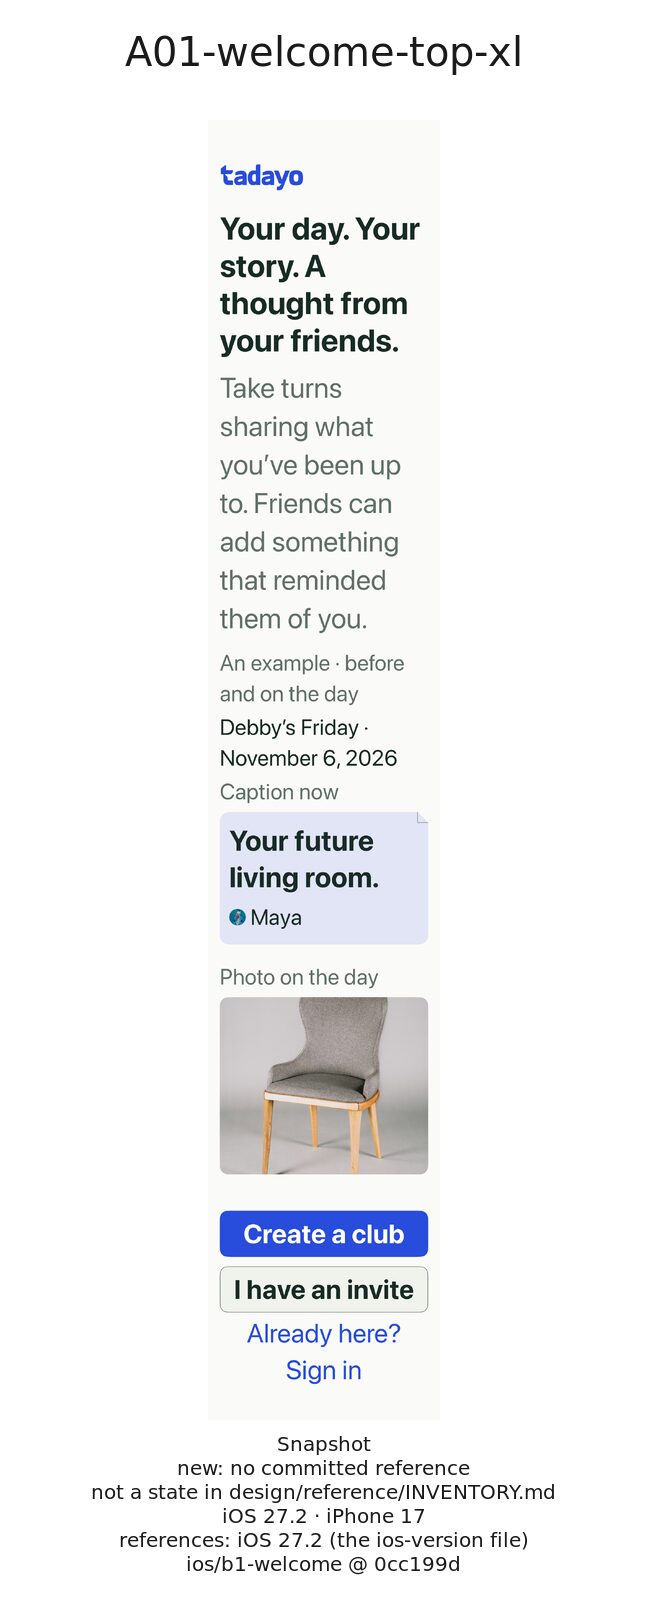 A01-welcome-top-xl
tadayo
Your day. Your
story. A
thought from
your friends.
Take turns
sharing what
you’ve been up
to. Friends can
add something
that reminded
them of you.
An example · before
and on the day
Debby’s Friday ·
November 6, 2026
Caption now
Your future
living room.
Maya
Photo on the day
Create a club
I have an invite
Already here?
Sign in
Snapshot
new: no committed reference
not a state in design/reference/INVENTORY.md
iOS 27.2 · iPhone 17
references: iOS 27.2 (the ios-version file)
ios/b1-welcome @ 0cc199d